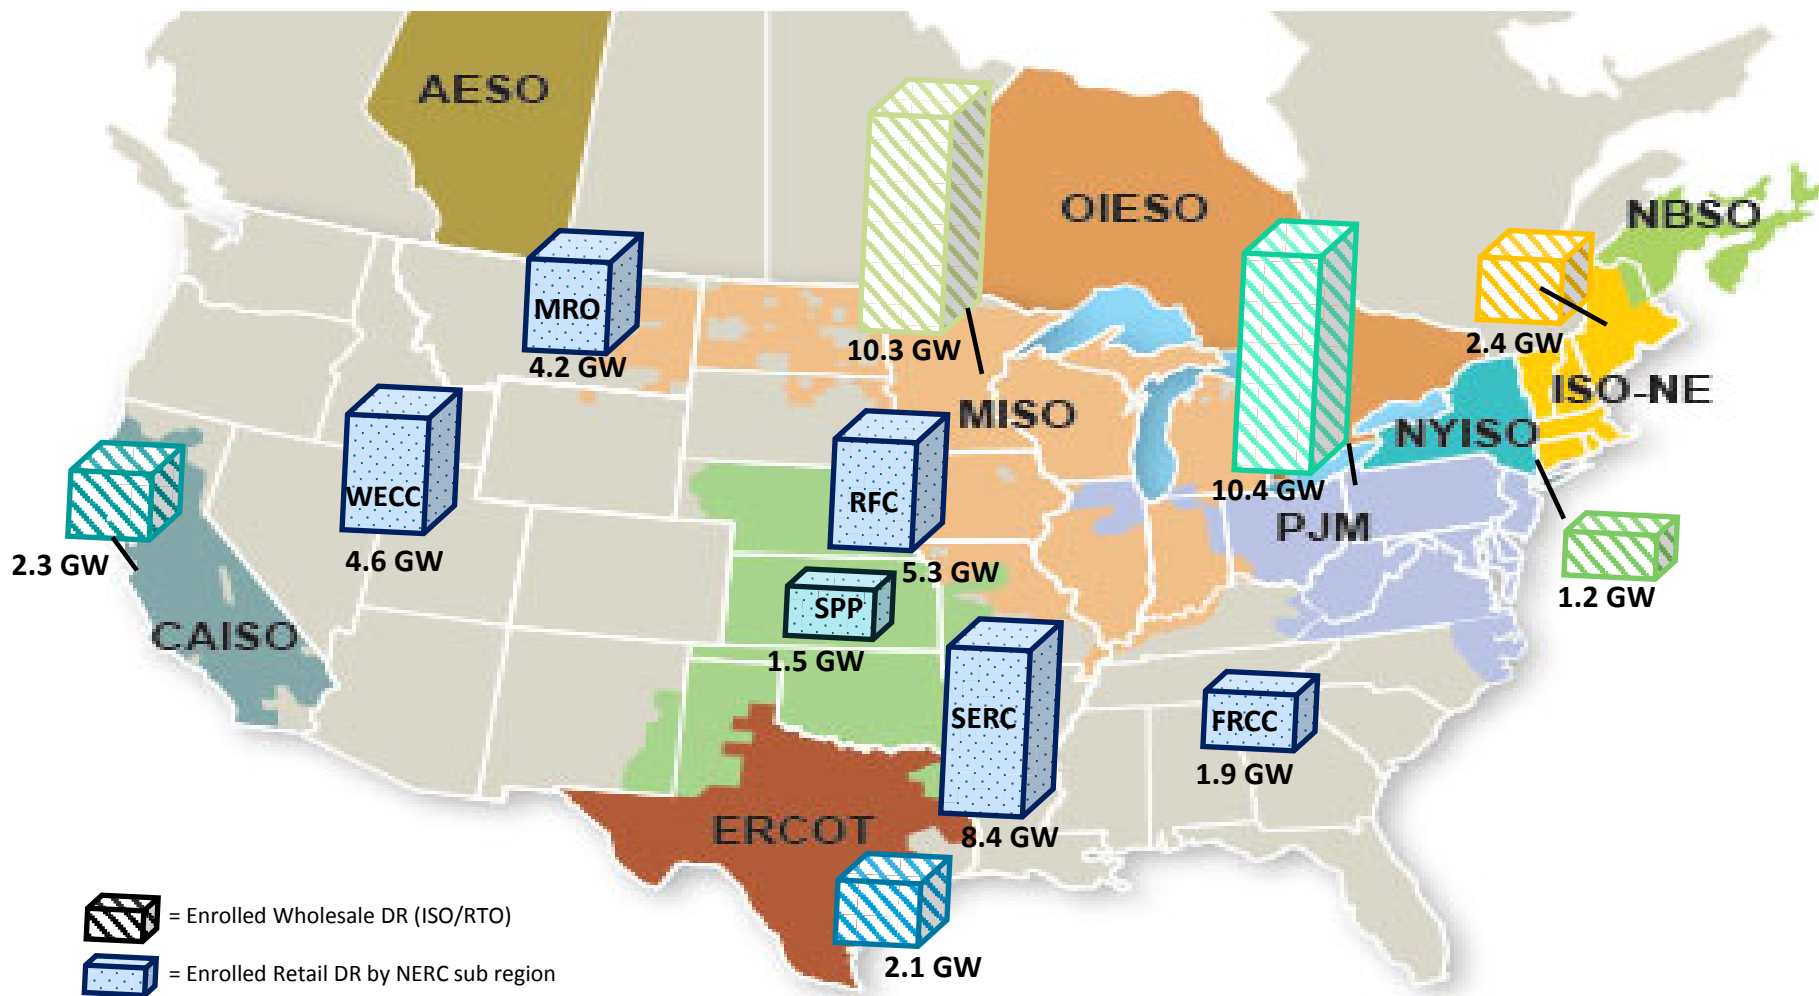 AESO
OIESO
NBSO
MRO
4.2 GW
10.3 GW
2.4 GW
ISO-NE
MISO
NYISO
WECC
4.6 GW
RFC
5.3 GW
10.4 GW
PJM
2.3 GW
CAISO
SPP
1.5 GW
1.2 GW
SERC
8.4 GW
FRCC
1.9 GW
ERCOT
2.1 GW
= Enrolled Wholesale DR (ISO/RTO)
= Enrolled Retail DR by NERC sub region